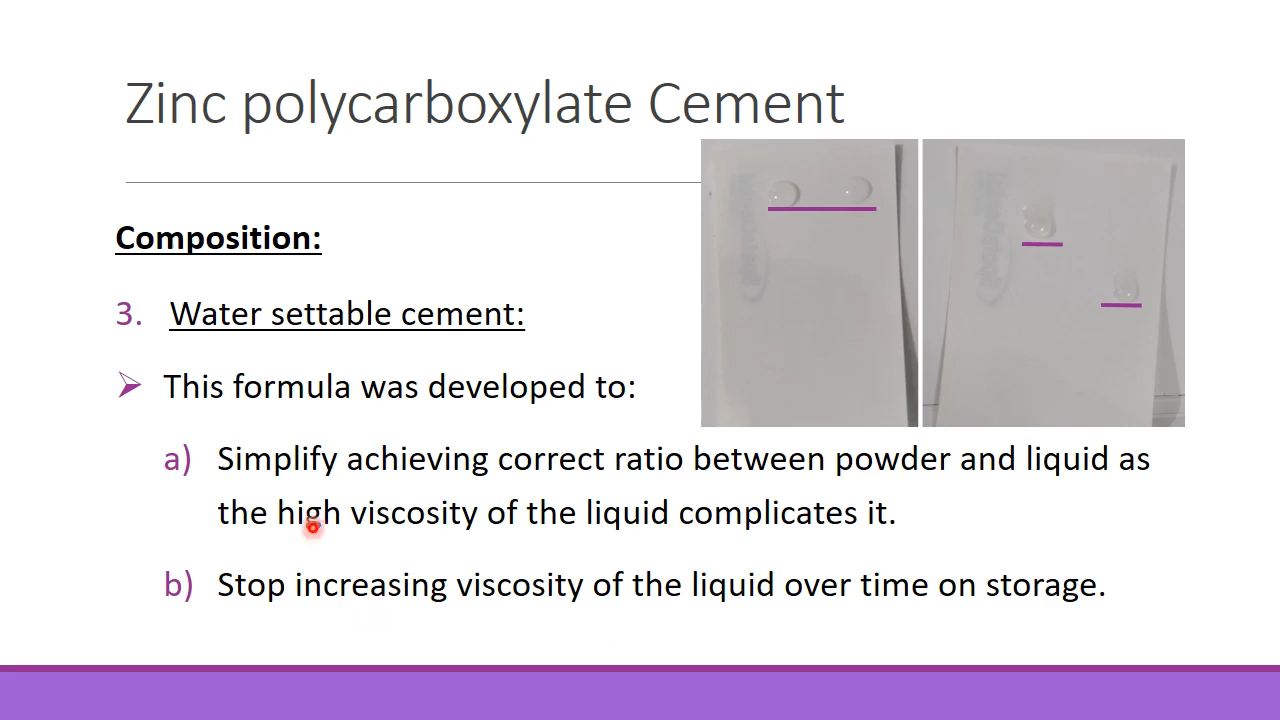 Zinc polycarboxylate Cement
Composition:
3. Water settable cement:
➢ This formula was developed to:
a) Simplify achieving correct ratio between powder and liquid as
the high viscosity of the liquid complicates it.
b) Stop increasing viscosity of the liquid over time on storage.